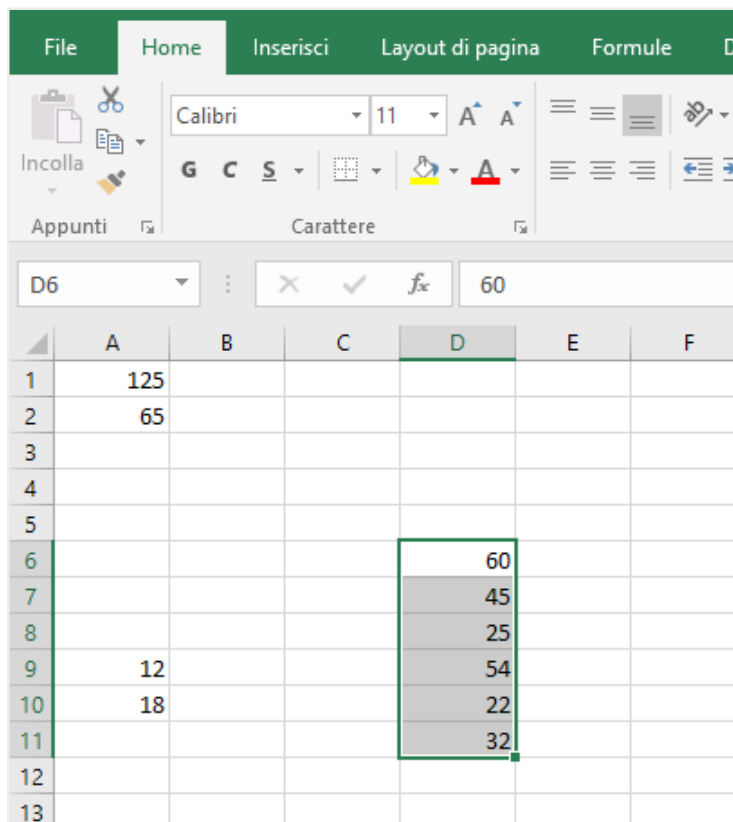 File Home Inserisci Layout di pagina Formule
Calibri 11 A A
Incolla
G C S A
Appunti Carattere
D6 fx 60
A B C D E F
1 125
2 65
3
4
5
6 60
7 45
8 25
9 12 54
10 18 22
11 32
12
13